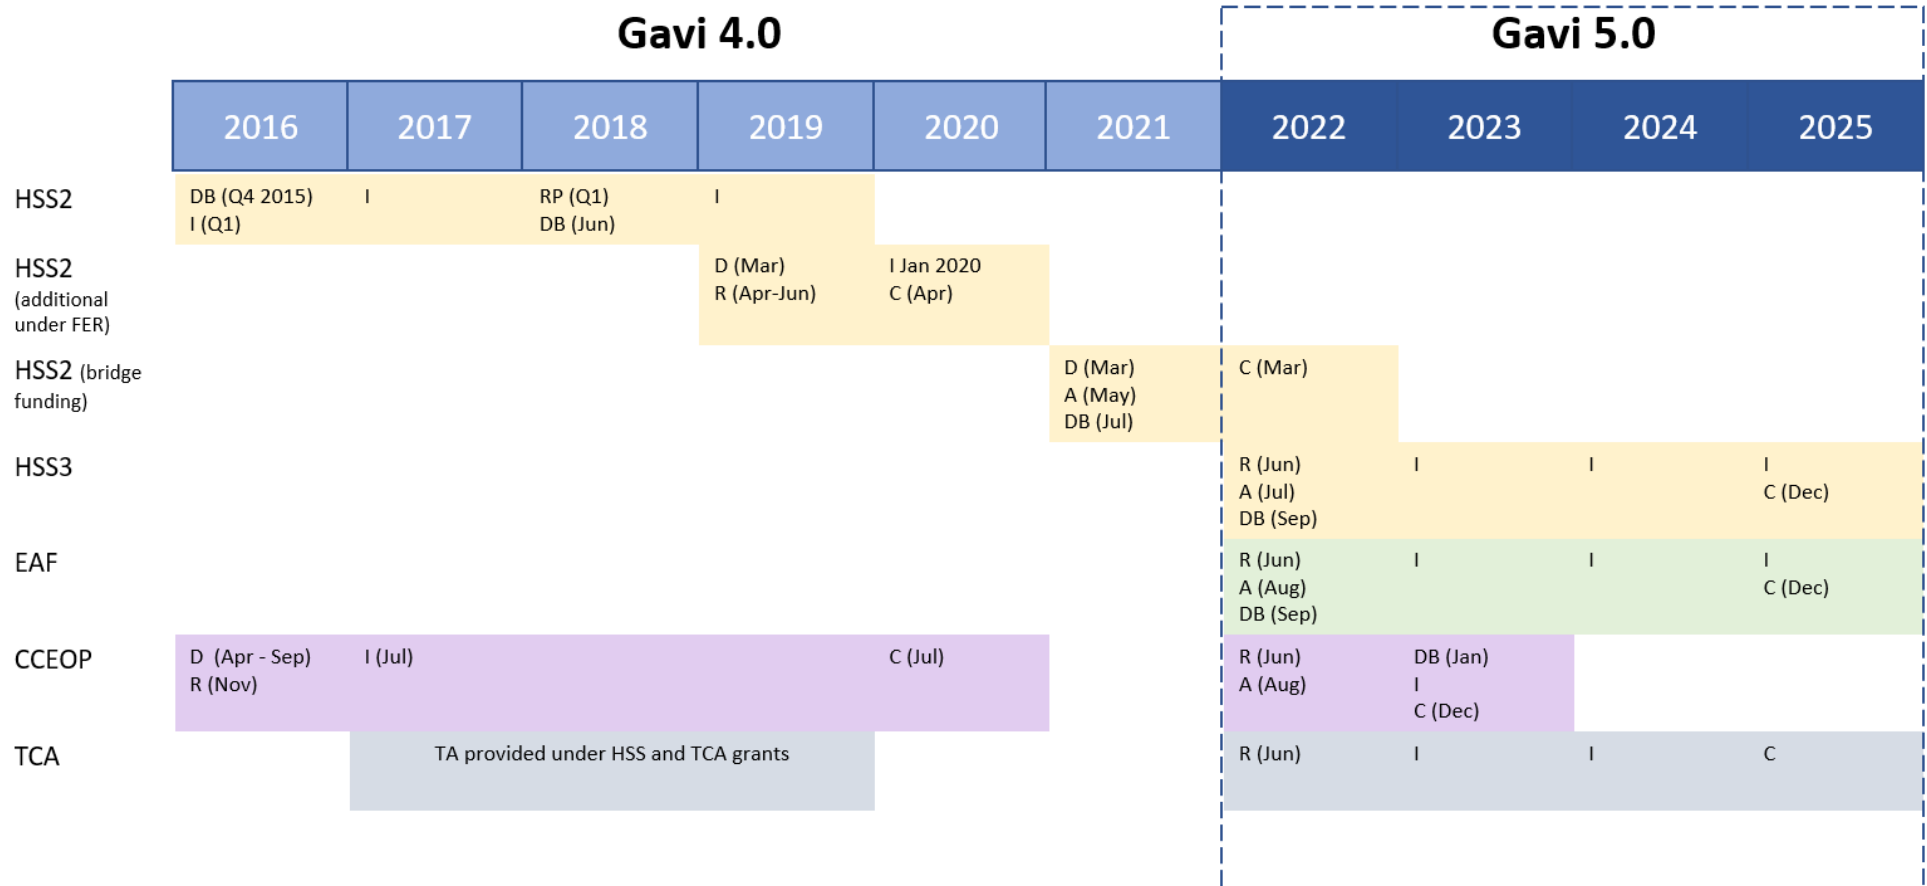 Gavi 4.0
Gavi 5.0
2016 2017 2018 2019 2020 2021 2022 2023 2024 2025
HSS2
DB (Q4 2015)
I (Q1)
I
RP (Q1)
DB (Jun)
I
HSS2
(additional
under FER)
D (Mar)
R (Apr-Jun)
I Jan 2020
C (Apr)
HSS2 (bridge
funding)
D (Mar)
A (May)
DB (Jul)
C (Mar)
HSS3
R (Jun)
A (Jul)
DB (Sep)
I
I
I
C (Dec)
EAF
R (Jun)
A (Aug)
DB (Sep)
I
I
I
C (Dec)
CCEOP
D (Apr - Sep)
R (Nov)
I (Jul)
C (Jul)
R (Jun)
A (Aug)
DB (Jan)
I
C (Dec)
TCA
TA provided under HSS and TCA grants
R (Jun)
I
I
C